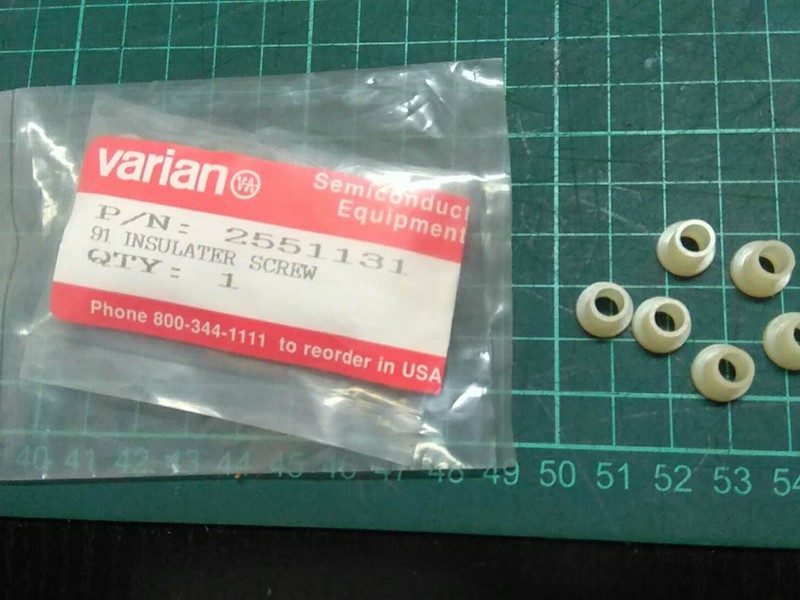 varian VA
Semiconduct
Equipment
P/N: 2551131
91 INSULATER SCREW
QTY: 1
Phone 800-344-1111 to reorder in USA
40 41 42 43 44 45 46 47 48 49 50 51 52 53 54